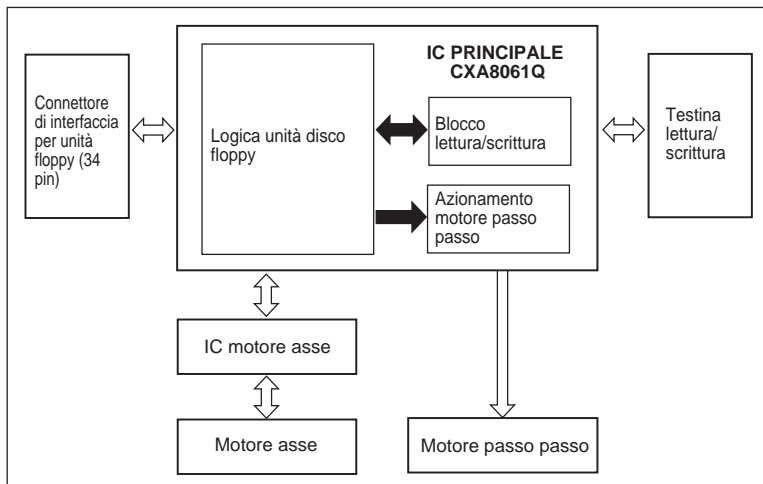 IC PRINCIPALE
CXA8061Q
Connettore
di interfaccia
per unità
floppy (34
pin)
Logica unità disco
floppy
Blocco
lettura/scrittura
Azionamento
motore passo
passo
Testina
lettura/
scrittura
IC motore asse
Motore asse
Motore passo passo